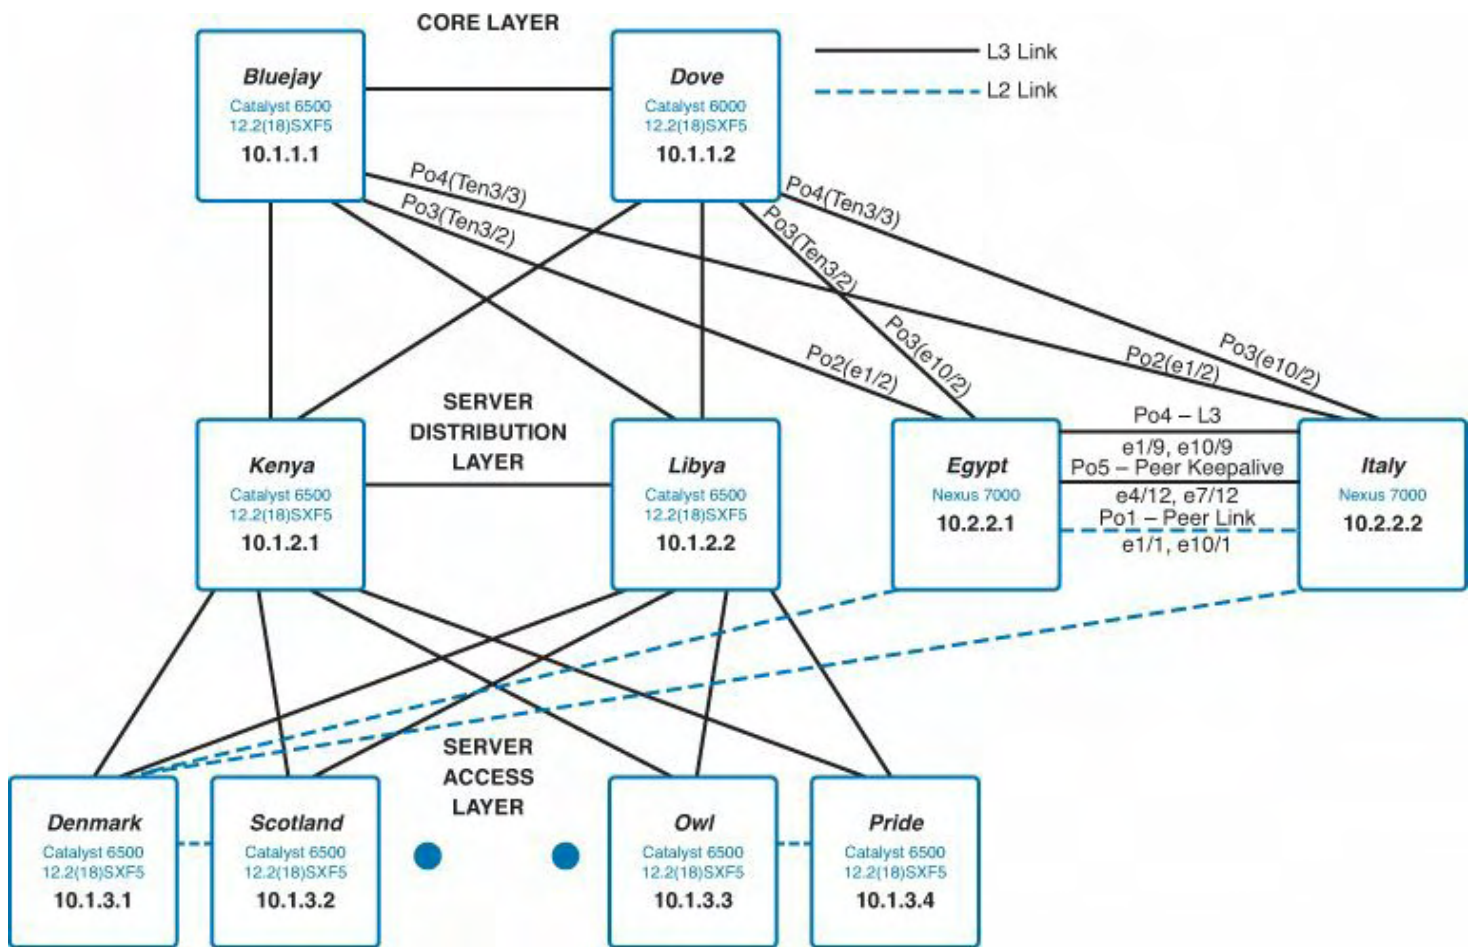 CORE LAYER
L3 Link
L2 Link
Bluejay
Catalyst 6500
12.2(18)SXF5
10.1.1.1
Dove
Catalyst 6000
12.2(18)SXF5
10.1.1.2
Po4(Ten3/3)
Po3(Ten3/2)
Po3(Ten3/2)
Po4(Ten3/3)
Po2(e1/2)
Po3(e10/2)
Po2(e1/2)
Po3(e10/2)
SERVER
DISTRIBUTION
LAYER
Kenya
Catalyst 6500
12.2(18)SXF5
10.1.2.1
Libya
Catalyst 6500
12.2(18)SXF5
10.1.2.2
Egypt
Nexus 7000
10.2.2.1
Po4 – L3
e1/9, e10/9
Po5 – Peer Keepalive
e4/12, e7/12
Po1 – Peer Link
e1/1, e10/1
Italy
Nexus 7000
10.2.2.2
SERVER
ACCESS
LAYER
Denmark
Catalyst 6500
12.2(18)SXF5
10.1.3.1
Scotland
Catalyst 6500
12.2(18)SXF5
10.1.3.2
Owl
Catalyst 6500
12.2(18)SXF5
10.1.3.3
Pride
Catalyst 6500
12.2(18)SXF5
10.1.3.4